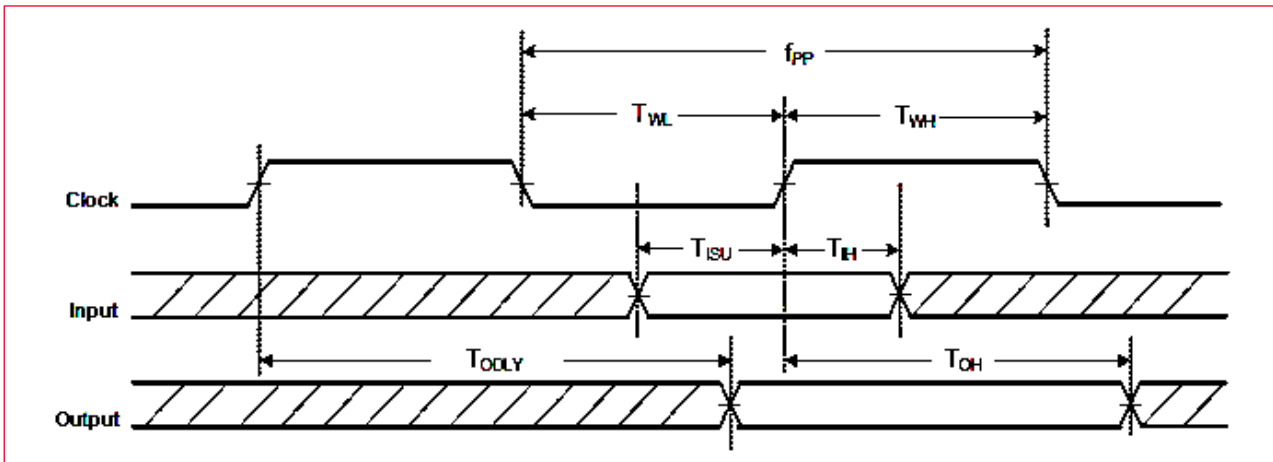 fPP
TWL
TWH
Clock
TISU
TIH
Input
TODLY
TOH
Output